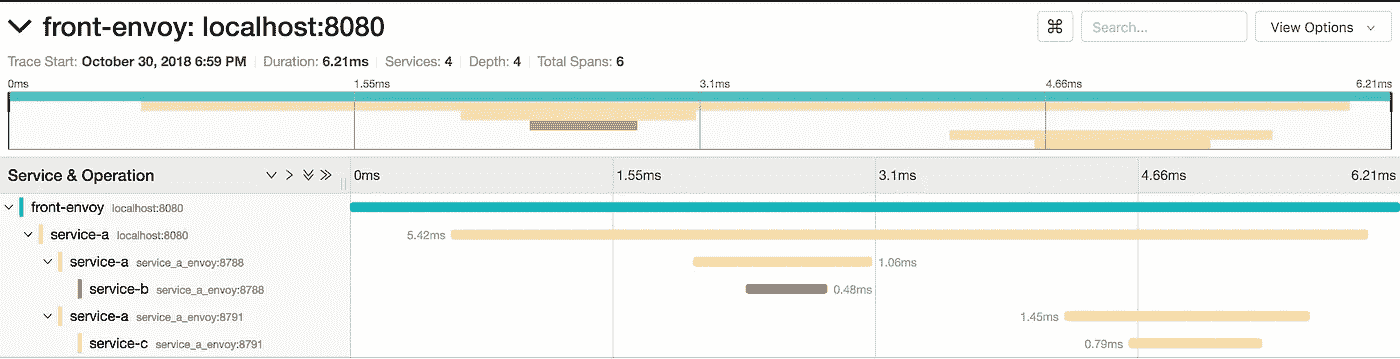 front-envoy: localhost:8080
⌘ Search... View Options
Trace Start: October 30, 2018 6:59 PM Duration: 6.21ms Services: 4 Depth: 4 Total Spans: 6
0ms 1.55ms 3.1ms 4.66ms 6.21ms
Service & Operation 0ms 1.55ms 3.1ms 4.66ms 6.21ms
front-envoy localhost:8080
service-a localhost:8080 5.42ms
service-a service_a_envoy:8788 1.06ms
service-b service_a_envoy:8788 0.48ms
service-a service_a_envoy:8791 1.45ms
service-c service_a_envoy:8791 0.79ms